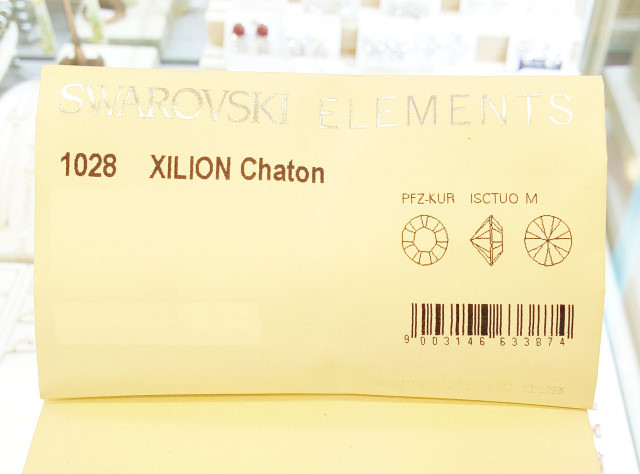 SWAROVSKI ELEMENTS
1028 XILION Chaton
PFZ-KUR ISCTUO M
9 003146 633874